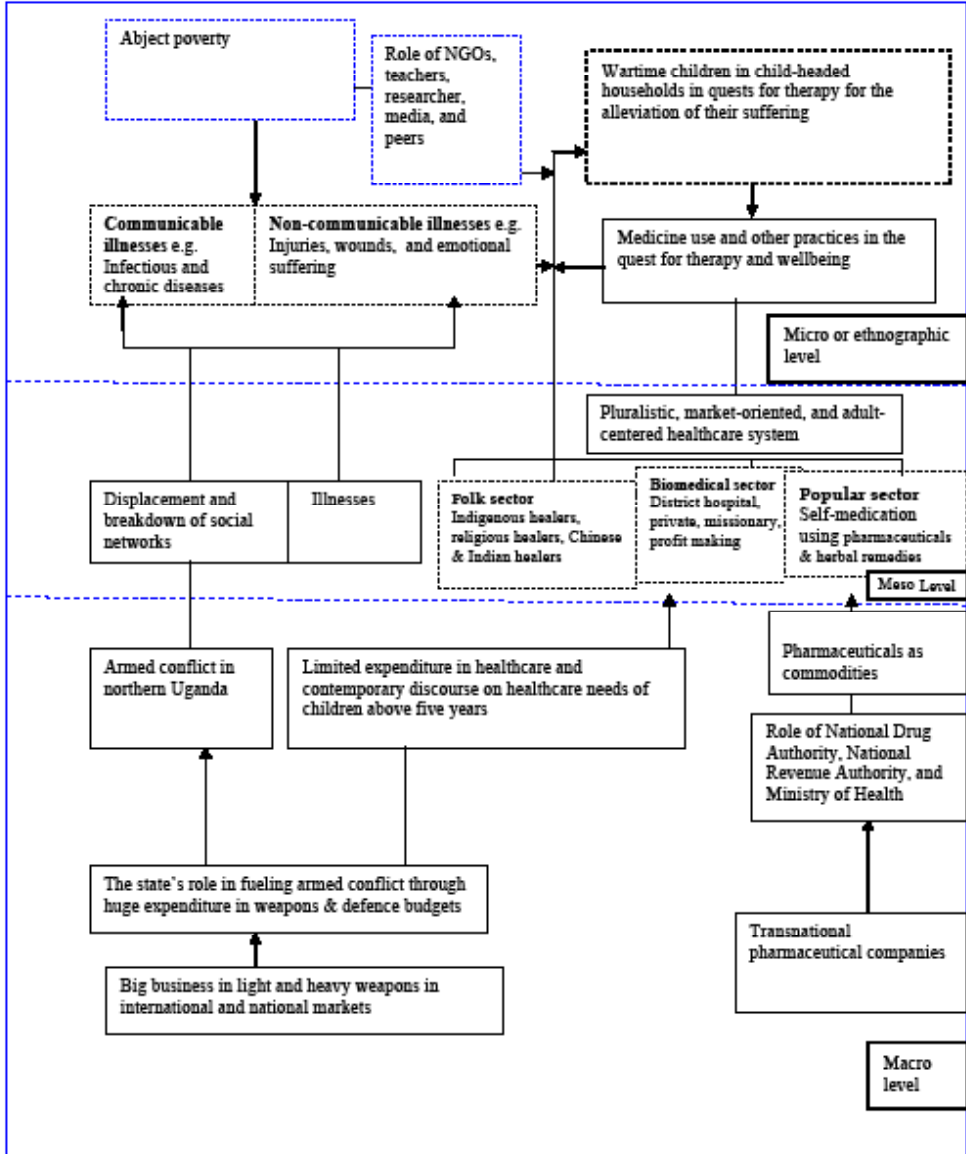 Abject poverty
Role of NGOs,
teachers,
researcher,
media, and
peers
Wartime children in child-headed
households in quests for therapy for the
alleviation of their suffering
Communicable
illnesses e.g.
Infectious and
chronic diseases
Non-communicable illnesses e.g.
Injuries, wounds, and emotional
suffering
Medicine use and other practices in the
quest for therapy and wellbeing
Micro or ethnographic
level
Pluralistic, market-oriented, and adult-
centered healthcare system
Displacement and
breakdown of social
networks
Illnesses
Folk sector
Indigenous healers,
religious healers, Chinese
& Indian healers
Biomedical sector
District hospital,
private, missionary,
profit making
Popular sector
Self-medication
using pharmaceuticals
& herbal remedies
Meso Level
Armed conflict in
northern Uganda
Limited expenditure in healthcare and
contemporary discourse on healthcare needs of
children above five years
Pharmaceuticals as
commodities
Role of National Drug
Authority, National
Revenue Authority, and
Ministry of Health
The state's role in fueling armed conflict through
huge expenditure in weapons & defence budgets
Transnational
pharmaceutical companies
Big business in light and heavy weapons in
international and national markets
Macro
level